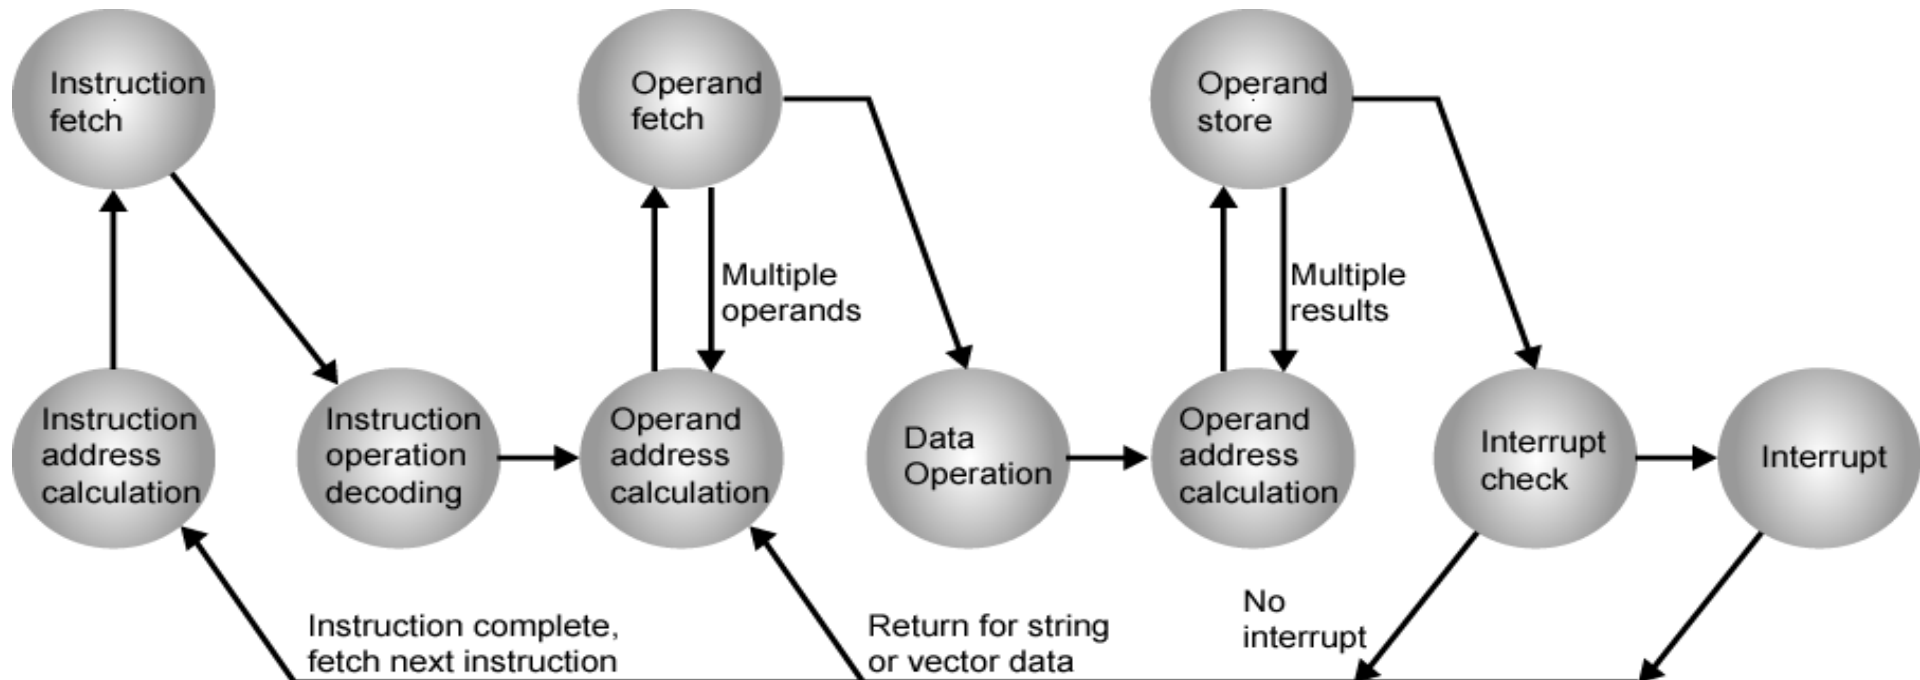 Instruction
fetch
Operand
fetch
Operand
store
Multiple
operands
Multiple
results
Instruction
address
calculation
Instruction
operation
decoding
Operand
address
calculation
Data
Operation
Operand
address
calculation
Interrupt
check
Interrupt
Instruction complete,
fetch next instruction
Return for string
or vector data
No
interrupt